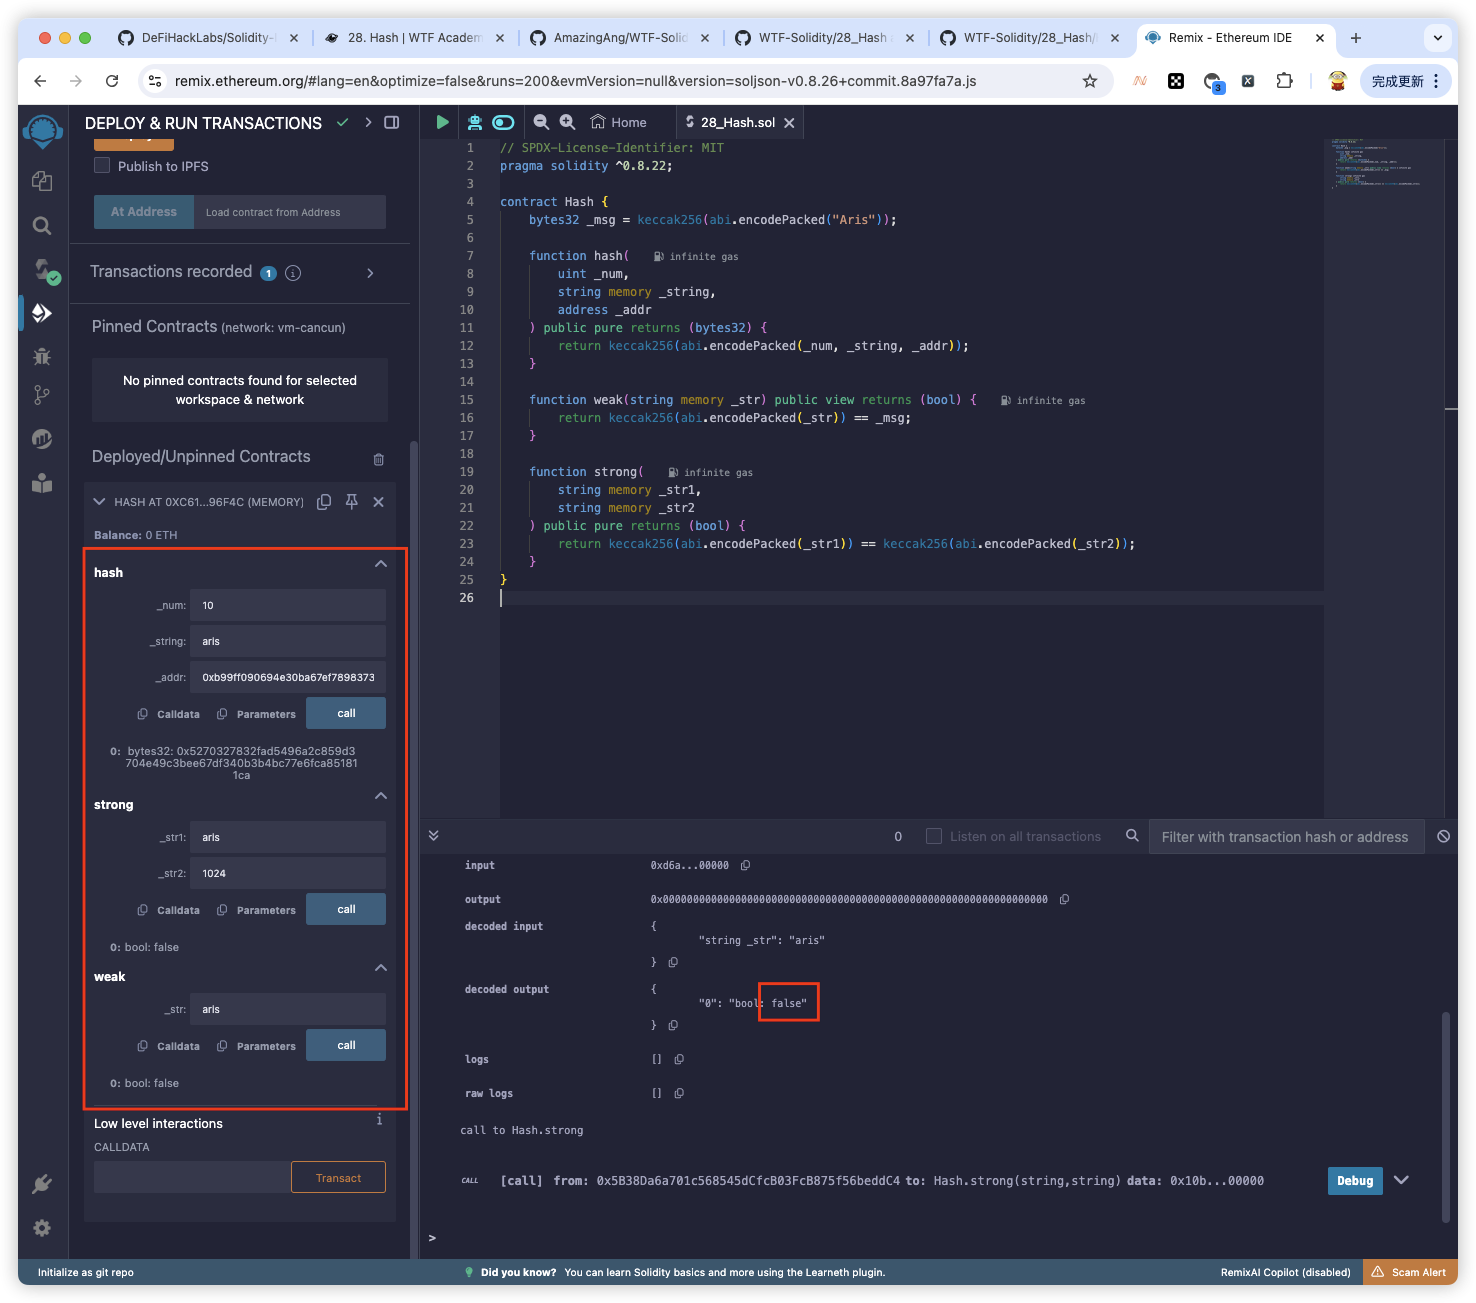 DeFiHackLabs/Solidity-
28. Hash | WTF Academ
AmazingAng/WTF-Solid
WTF-Solidity/28_Hash
WTF-Solidity/28_Hash/
Remix - Ethereum IDE
remix.ethereum.org/#lang=en&optimize=false&runs=200&evmVersion=null&version=soljson-v0.8.26+commit.8a97fa7a.js
3
完成更新
DEPLOY & RUN TRANSACTIONS
Publish to IPFS
At Address
Load contract from Address
Transactions recorded 1
Pinned Contracts (network: vm-cancun)
No pinned contracts found for selected
workspace & network
Deployed/Unpinned Contracts
HASH AT 0XC61...96F4C (MEMORY)
Balance: 0 ETH
hash
_num: 10
_string: aris
_addr: 0xb99ff090694e30ba67ef7898373
Calldata Parameters call
0: bytes32: 0x5270327832fad5496a2c859d3
704e49c3bee67df340b3b4bc77e6fca85181
1ca
strong
_str1: aris
_str2: 1024
Calldata Parameters call
0: bool: false
weak
_str: aris
Calldata Parameters call
0: bool: false
Low level interactions
CALLDATA
Transact
Home
28_Hash.sol
1 // SPDX-License-Identifier: MIT
2 pragma solidity ^0.8.22;
3
4 contract Hash {
5 bytes32 _msg = keccak256(abi.encodePacked("Aris"));
6
7 function hash( infinite gas
8 uint _num,
9 string memory _string,
10 address _addr
11 ) public pure returns (bytes32) {
12 return keccak256(abi.encodePacked(_num, _string, _addr));
13 }
14
15 function weak(string memory _str) public view returns (bool) { infinite gas
16 return keccak256(abi.encodePacked(_str)) == _msg;
17 }
18
19 function strong( infinite gas
20 string memory _str1,
21 string memory _str2
22 ) public pure returns (bool) {
23 return keccak256(abi.encodePacked(_str1)) == keccak256(abi.encodePacked(_str2));
24 }
25 }
26
0 Listen on all transactions Filter with transaction hash or address
input 0xd6a...00000
output 0x0000000000000000000000000000000000000000000000000000000000000000
decoded input {
"string _str": "aris"
}
decoded output {
"0": "bool: false"
}
logs []
raw logs []
call to Hash.strong
CALL [call] from: 0x5B38Da6a701c568545dCfcB03FcB875f56beddC4 to: Hash.strong(string,string) data: 0x10b...00000
Debug
>
Initialize as git repo
Did you know? You can learn Solidity basics and more using the Learneth plugin.
RemixAI Copilot (disabled)
Scam Alert